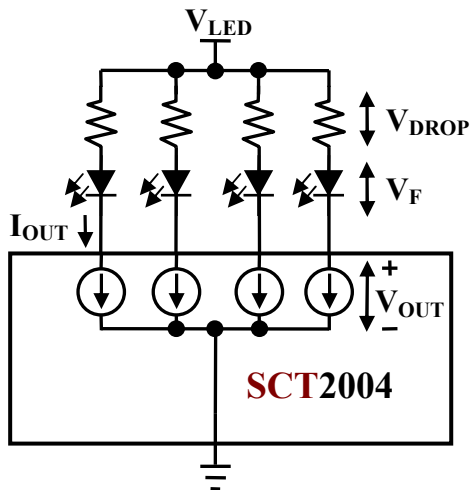 VLED
VDROP
VF
IOUT
+
VOUT
–
SCT2004